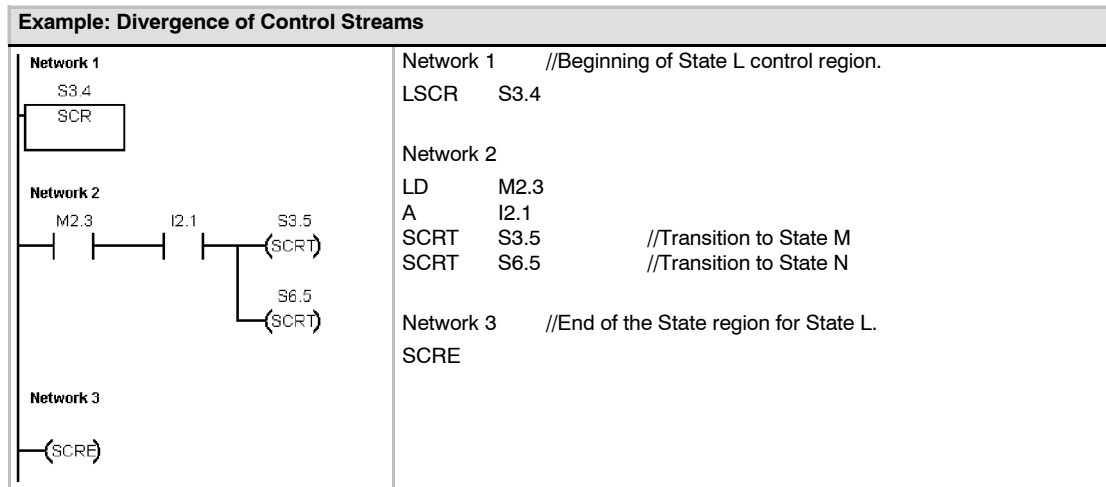 Example: Divergence of Control Streams
Network 1
S3.4
SCR
Network 2
M2.3 I2.1 S3.5
(SCRT)
S6.5
(SCRT)
Network 3
(SCRE)
Network 1 //Beginning of State L control region.
LSCR S3.4
Network 2
LD M2.3
A I2.1
SCRT S3.5 //Transition to State M
SCRT S6.5 //Transition to State N
Network 3 //End of the State region for State L.
SCRE